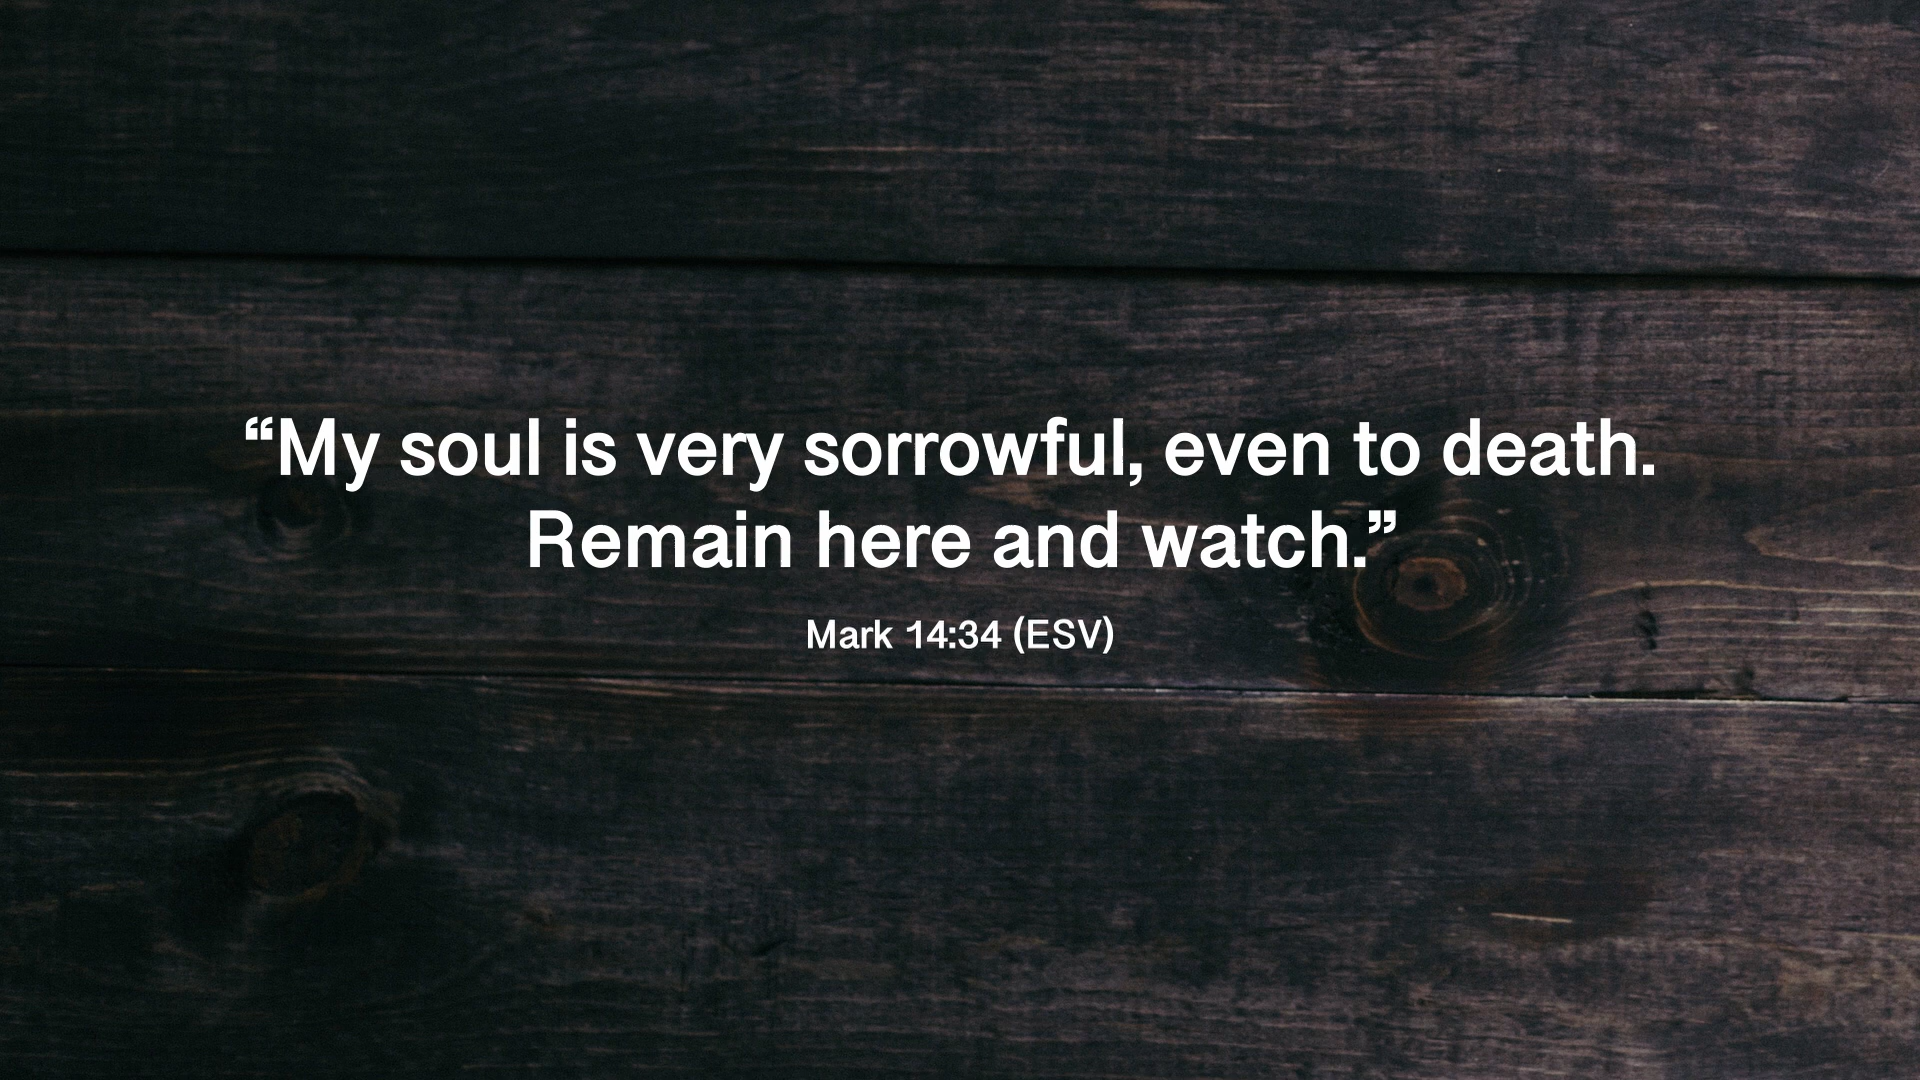 “My soul is very sorrowful, even to death.
Remain here and watch.”
Mark 14:34 (ESV)